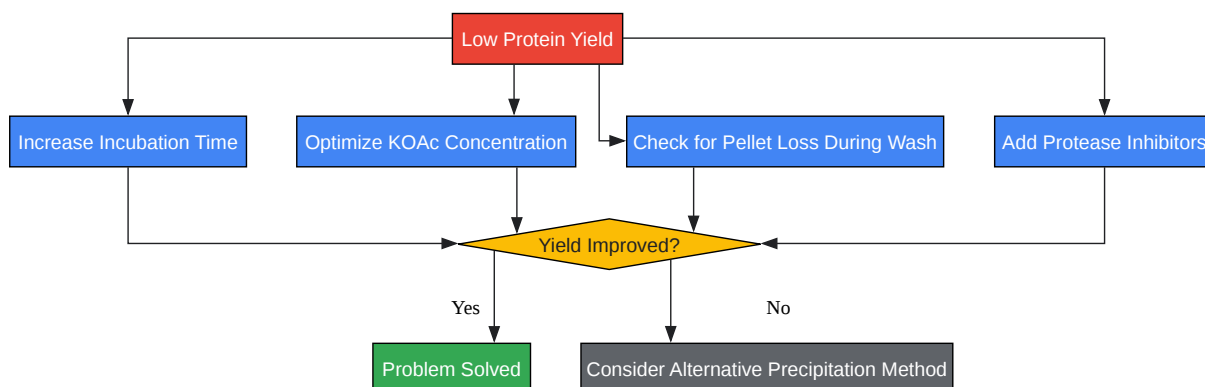 Low Protein Yield
Increase Incubation Time
Optimize KOAc Concentration
Check for Pellet Loss During Wash
Add Protease Inhibitors
Yield Improved?
Yes
No
Problem Solved
Consider Alternative Precipitation Method